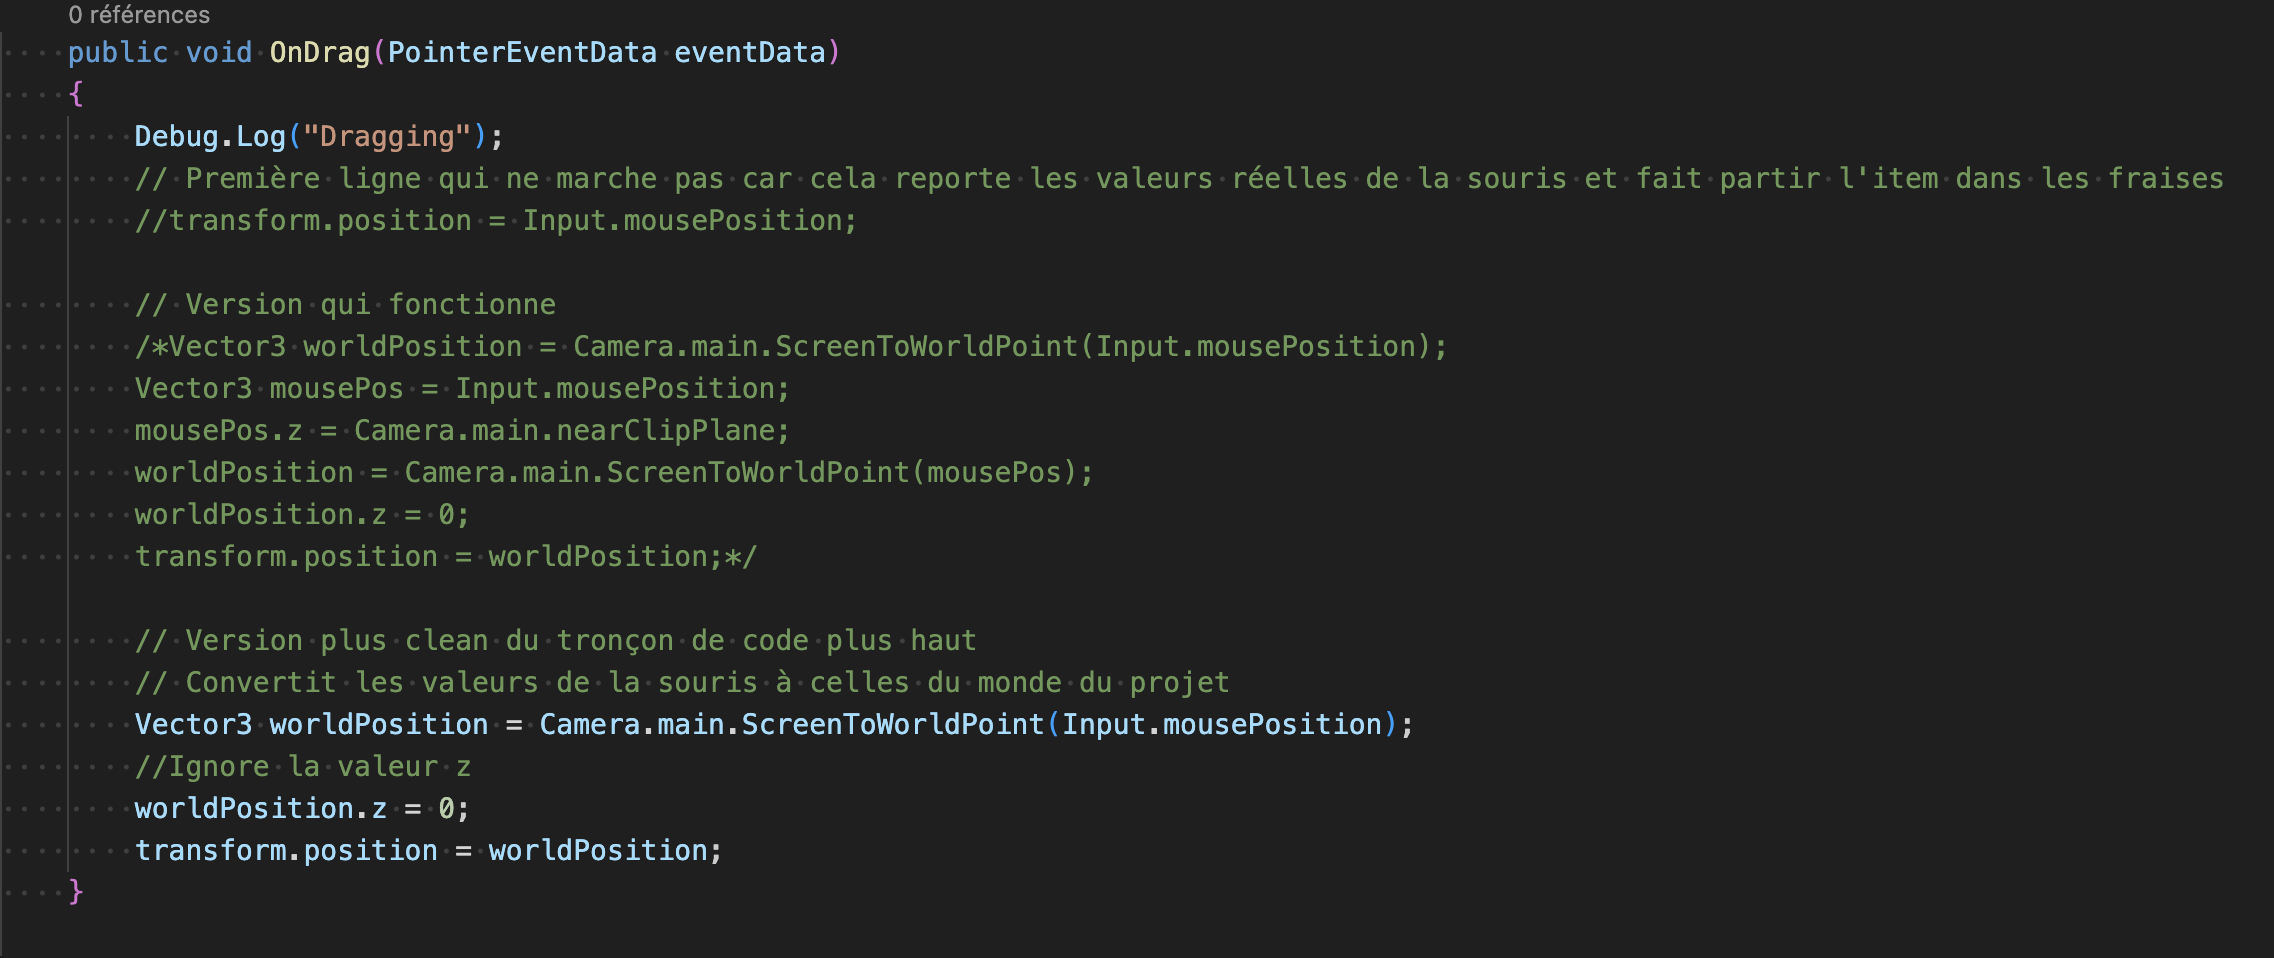 0 références
public void OnDrag(PointerEventData eventData)
{
Debug.Log("Dragging");
// Première ligne qui ne marche pas car cela reporte les valeurs réelles de la souris et fait partir l'item dans les fraises
//transform.position = Input.mousePosition;
// Version qui fonctionne
/*Vector3 worldPosition = Camera.main.ScreenToWorldPoint(Input.mousePosition);
Vector3 mousePos = Input.mousePosition;
mousePos.z = Camera.main.nearClipPlane;
worldPosition = Camera.main.ScreenToWorldPoint(mousePos);
worldPosition.z = 0;
transform.position = worldPosition;*/
// Version plus clean du tronçon de code plus haut
// Convertit les valeurs de la souris à celles du monde du projet
Vector3 worldPosition = Camera.main.ScreenToWorldPoint(Input.mousePosition);
//Ignore la valeur z
worldPosition.z = 0;
transform.position = worldPosition;
}